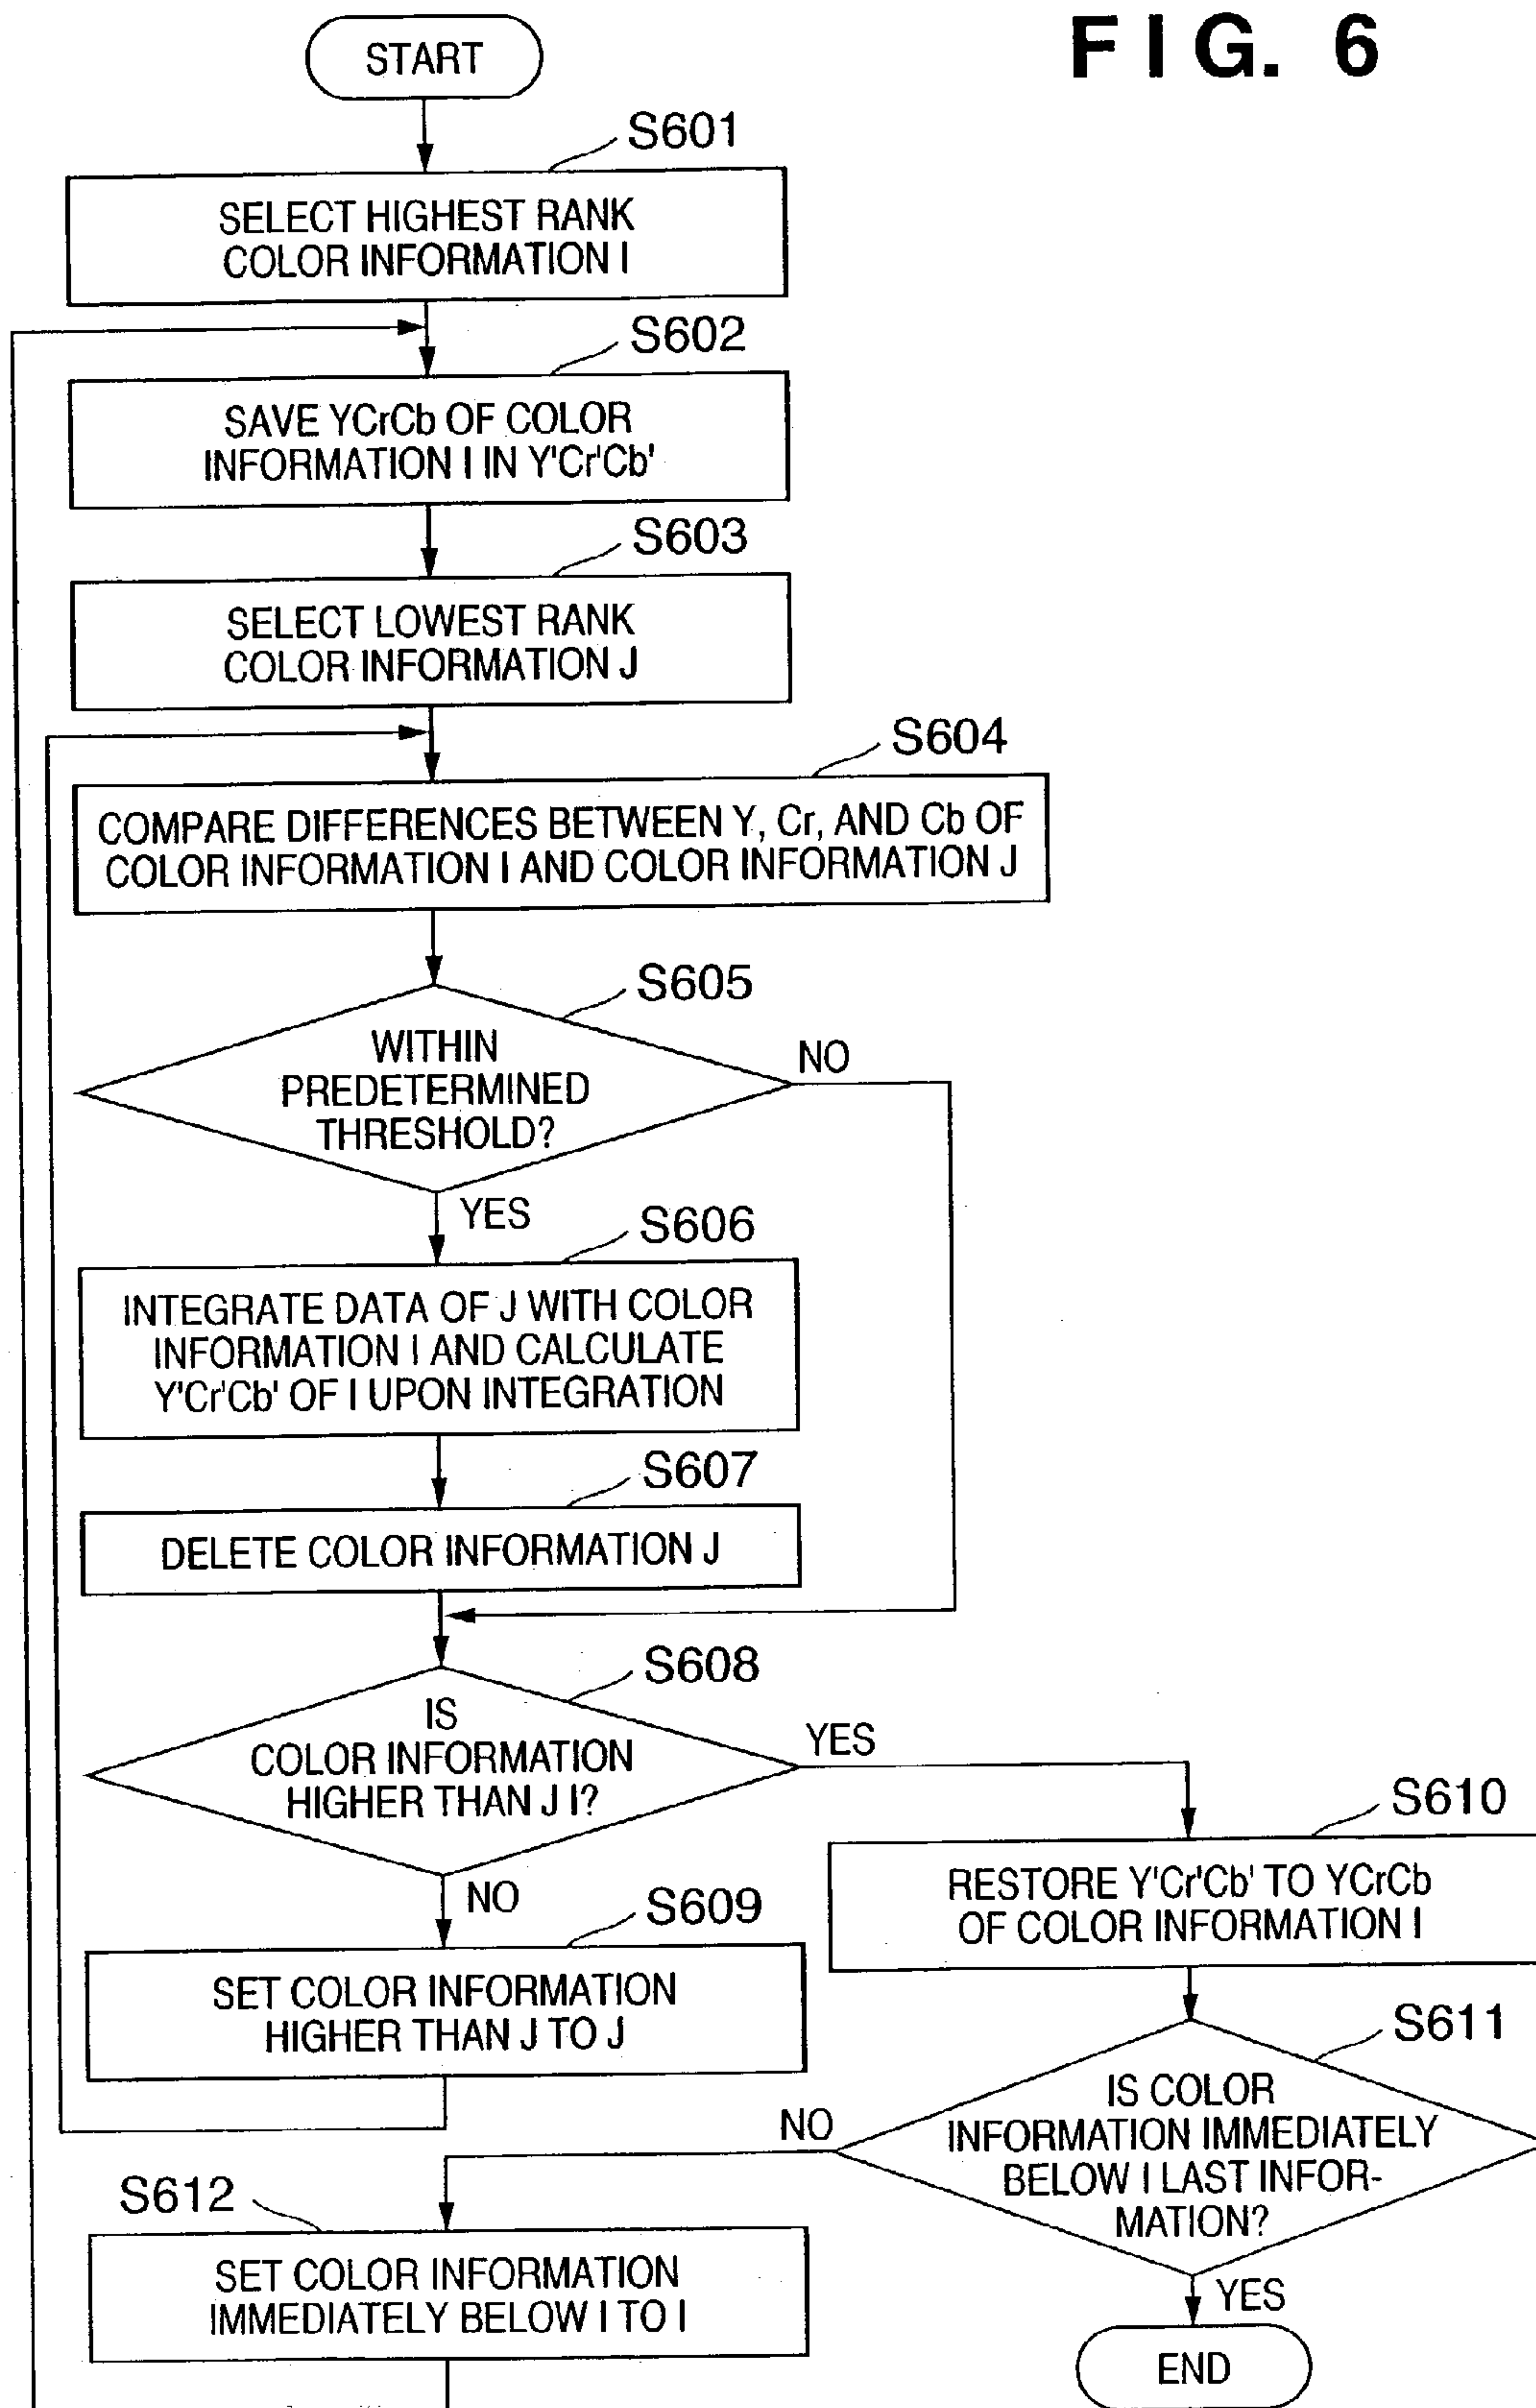 FIG. 6
START
S601
SELECT HIGHEST RANK
COLOR INFORMATION I
S602
SAVE YCrCb OF COLOR
INFORMATION I IN Y'Cr'Cb'
S603
SELECT LOWEST RANK
COLOR INFORMATION J
S604
COMPARE DIFFERENCES BETWEEN Y, Cr, AND Cb OF
COLOR INFORMATION I AND COLOR INFORMATION J
S605
WITHIN
PREDETERMINED
THRESHOLD?
NO
YES
S606
INTEGRATE DATA OF J WITH COLOR
INFORMATION I AND CALCULATE
Y'Cr'Cb' OF I UPON INTEGRATION
S607
DELETE COLOR INFORMATION J
S608
IS
COLOR INFORMATION
HIGHER THAN J I?
YES
NO
S609
SET COLOR INFORMATION
HIGHER THAN J TO J
S610
RESTORE Y'Cr'Cb' TO YCrCb
OF COLOR INFORMATION I
S611
IS COLOR
INFORMATION IMMEDIATELY
BELOW I LAST INFOR-
MATION?
NO
YES
S612
SET COLOR INFORMATION
IMMEDIATELY BELOW I TO I
END